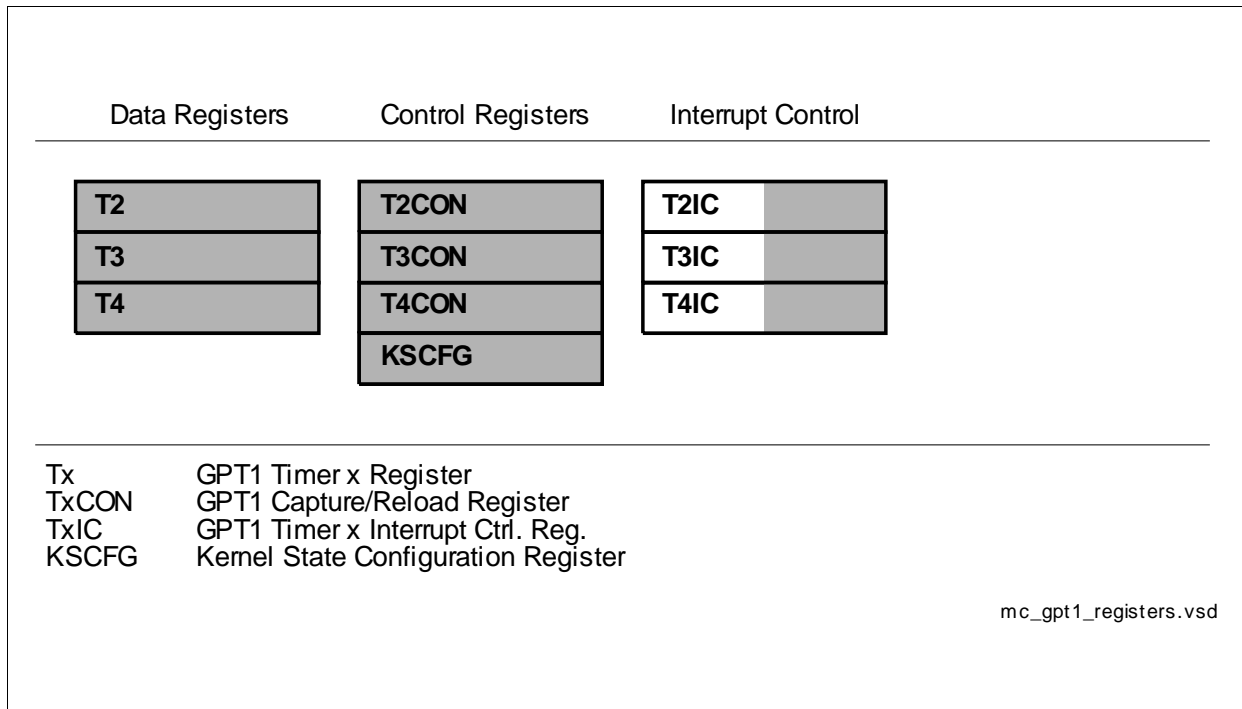 Data Registers Control Registers Interrupt Control
T2 T2CON T2IC
T3 T3CON T3IC
T4 T4CON T4IC
KSCFG
Tx GPT1 Timer x Register
TxCON GPT1 Capture/Reload Register
TxIC GPT1 Timer x Interrupt Ctrl. Reg.
KSCFG Kernel State Configuration Register
mc_gpt1_registers.vsd